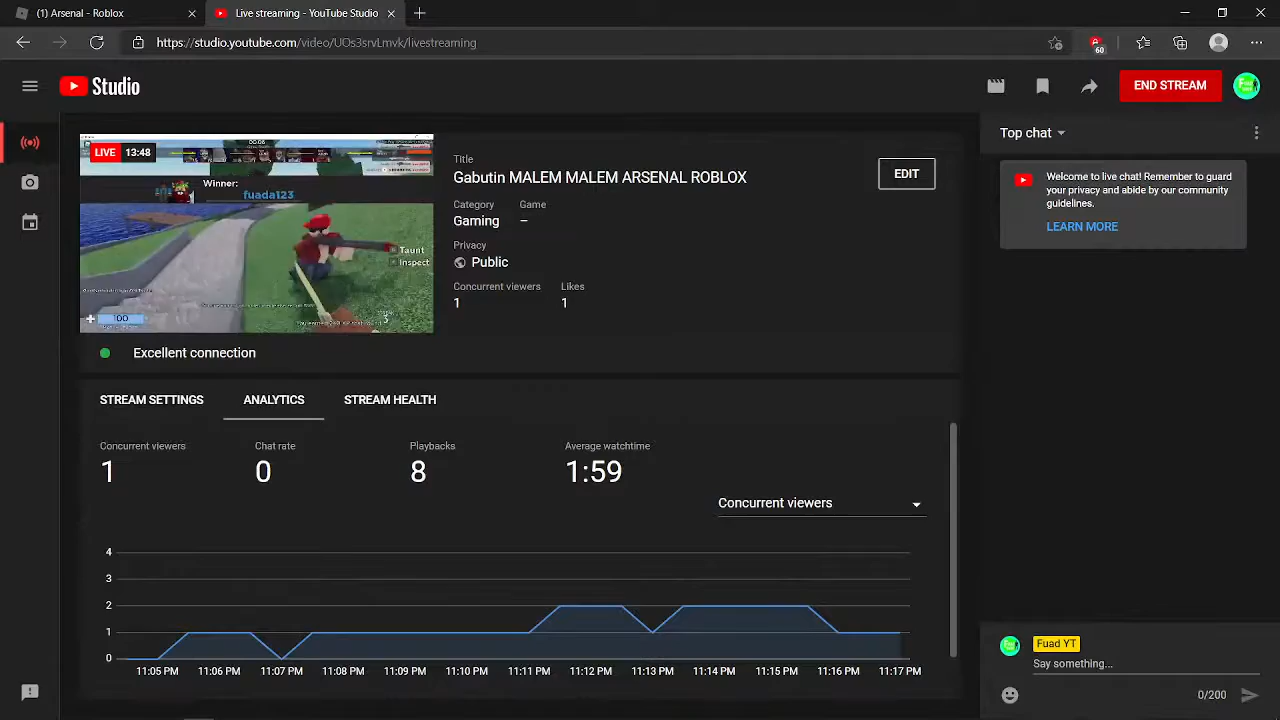 (1) Arsenal - Roblox
Live streaming - YouTube Studio
https://studio.youtube.com/video/UOs3srvLmvk/livestreaming
60
Studio
END STREAM
LIVE 13:48
00:06
Winner:
fuada123
Taunt
Inspect
100
Title
Gabutin MALEM MALEM ARSENAL ROBLOX
EDIT
Category Game
Gaming –
Privacy
Public
Concurrent viewers Likes
1 1
Excellent connection
STREAM SETTINGS ANALYTICS STREAM HEALTH
Concurrent viewers Chat rate Playbacks Average watchtime
1 0 8 1:59
Concurrent viewers
4
3
2
1
0
11:05 PM 11:06 PM 11:07 PM 11:08 PM 11:09 PM 11:10 PM 11:11 PM 11:12 PM 11:13 PM 11:14 PM 11:15 PM 11:16 PM 11:17 PM
Top chat
Welcome to live chat! Remember to guard
your privacy and abide by our community
guidelines.
LEARN MORE
Fuad YT
Say something...
0/200